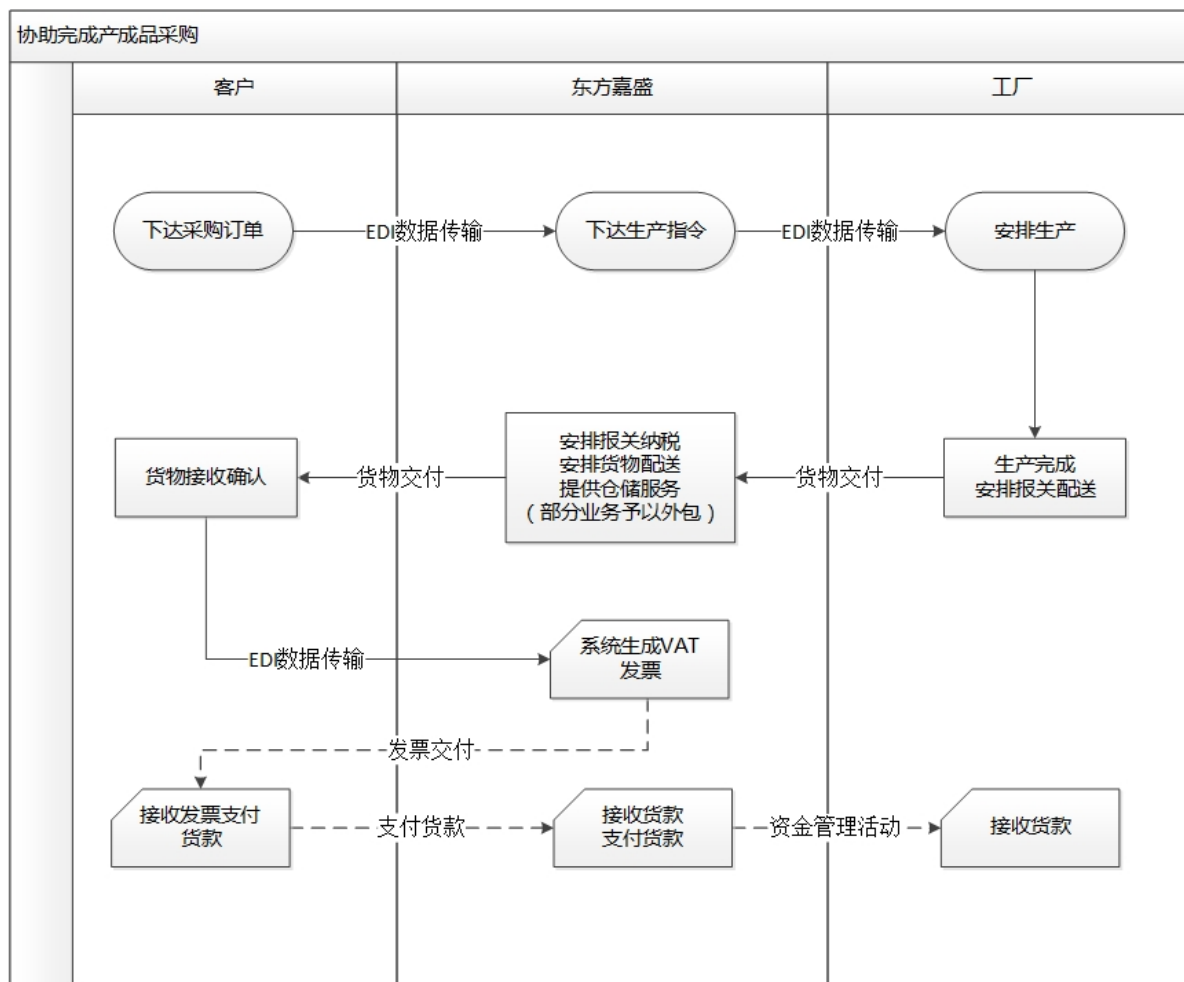 协助完成产成品采购
客户
东方嘉盛
工厂
下达采购订单
EDI数据传输
下达生产指令
EDI数据传输
安排生产
货物接收确认
货物交付
安排报关纳税
安排货物配送
提供仓储服务
（部分业务予以外包）
货物交付
生产完成
安排报关配送
EDI数据传输
系统生成VAT
发票
发票交付
接收发票支付
货款
支付货款
接收货款
支付货款
资金管理活动
接收货款